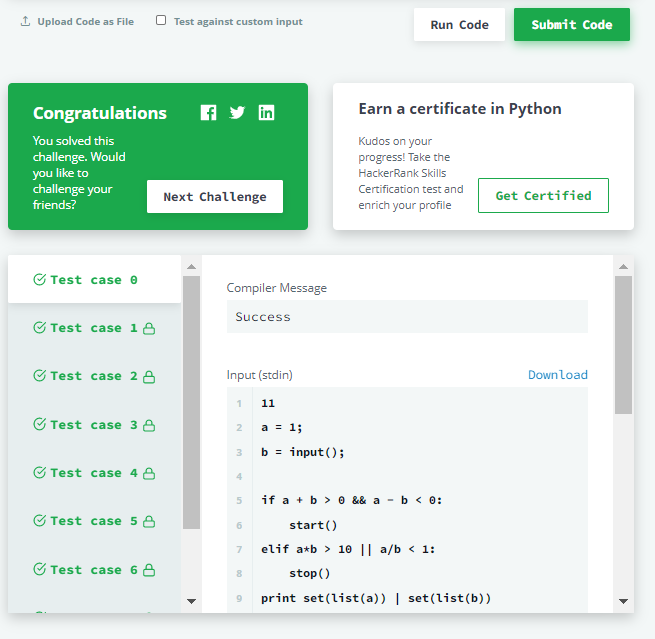 Upload Code as File
Test against custom input
Run Code
Submit Code
Congratulations
You solved this
challenge. Would
you like to
challenge your
friends?
Next Challenge
Earn a certificate in Python
Kudos on your
progress! Take the
HackerRank Skills
Certification test and
enrich your profile
Get Certified
Test case 0
Test case 1
Test case 2
Test case 3
Test case 4
Test case 5
Test case 6
Compiler Message
Success
Input (stdin)
Download
1 11
2 a = 1;
3 b = input();
4
5 if a + b > 0 && a - b < 0:
6     start()
7 elif a*b > 10 || a/b < 1:
8     stop()
9 print set(list(a)) | set(list(b))